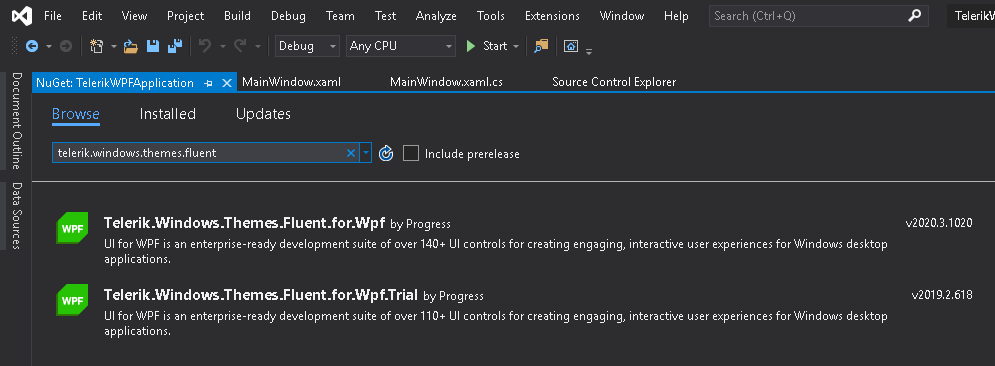 File Edit View Project Build Debug Team Test Analyze Tools Extensions Window Help Search (Ctrl+Q) TelerikW
Debug Any CPU Start
NuGet: TelerikWPFApplication MainWindow.xaml MainWindow.xaml.cs Source Control Explorer
Document Outline
Data Sources
Browse Installed Updates
telerik.windows.themes.fluent Include prerelease
WPF Telerik.Windows.Themes.Fluent.for.Wpf by Progress v2020.3.1020
UI for WPF is an enterprise-ready development suite of over 140+ UI controls for creating engaging, interactive user experiences for Windows desktop
applications.
WPF Telerik.Windows.Themes.Fluent.for.Wpf.Trial by Progress v2019.2.618
UI for WPF is an enterprise-ready development suite of over 110+ UI controls for creating engaging, interactive user experiences for Windows desktop
applications.